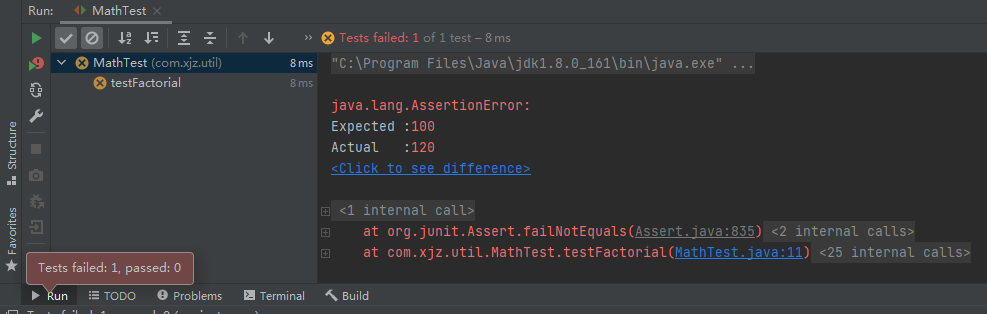 Run: MathTest ×
» Tests failed: 1 of 1 test – 8 ms
MathTest (com.xjz.util) 8 ms
testFactorial 8 ms
"C:\Program Files\Java\jdk1.8.0_161\bin\java.exe" ...
java.lang.AssertionError:
Expected :100
Actual   :120
<Click to see difference>
<1 internal call>
at org.junit.Assert.failNotEquals(Assert.java:835) <2 internal calls>
at com.xjz.util.MathTest.testFactorial(MathTest.java:11) <25 internal calls>
Structure
Favorites
Tests failed: 1, passed: 0
Run TODO Problems Terminal Build